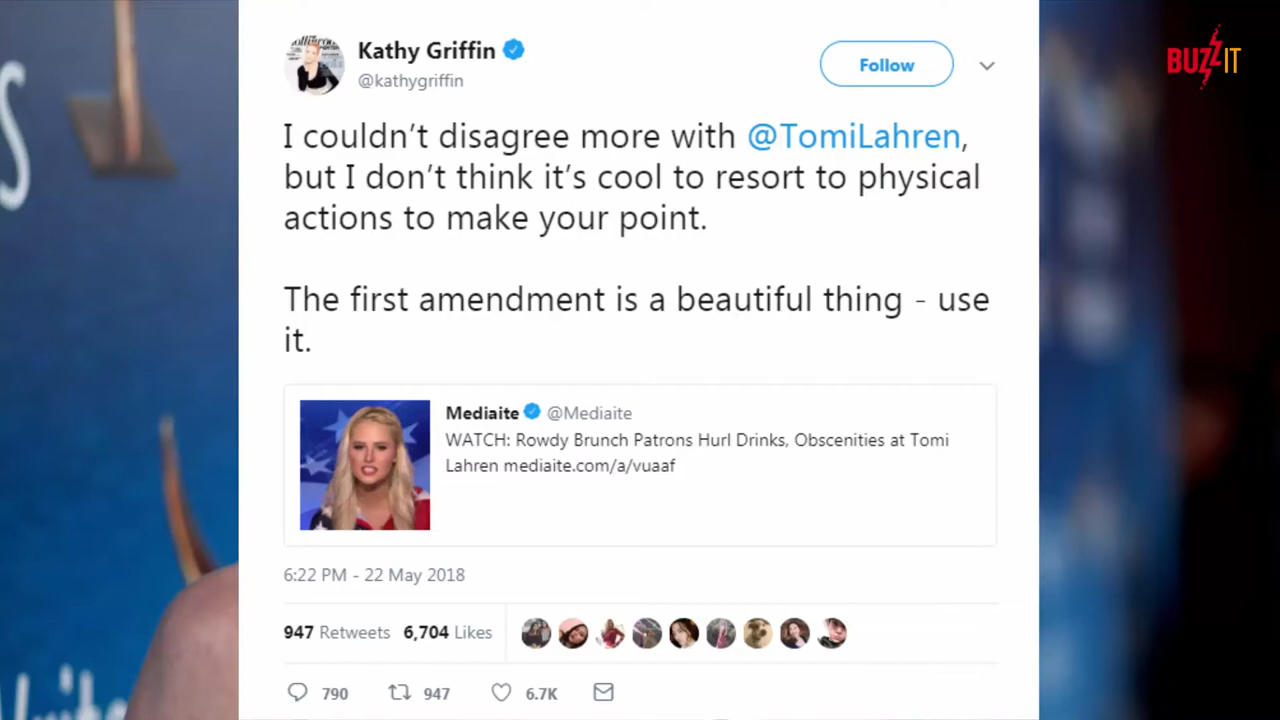 BUZZIT
Kathy Griffin
@kathygriffin
Follow
I couldn't disagree more with @TomiLahren,
but I don't think it's cool to resort to physical
actions to make your point.
The first amendment is a beautiful thing - use
it.
Mediaite @Mediaite
WATCH: Rowdy Brunch Patrons Hurl Drinks, Obscenities at Tomi
Lahren mediaite.com/a/vuaaf
6:22 PM - 22 May 2018
947 Retweets 6,704 Likes
790 947 6.7K